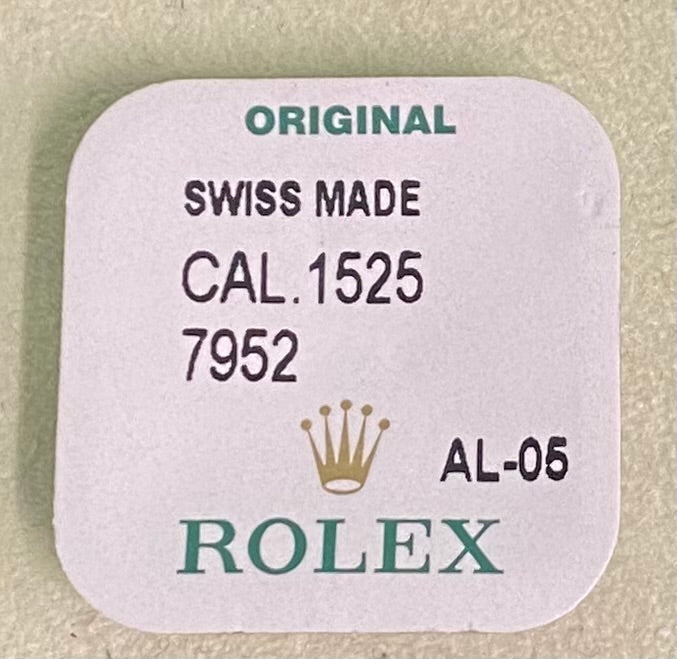 ORIGINAL
SWISS MADE
CAL.1525
7952
AL-05
ROLEX